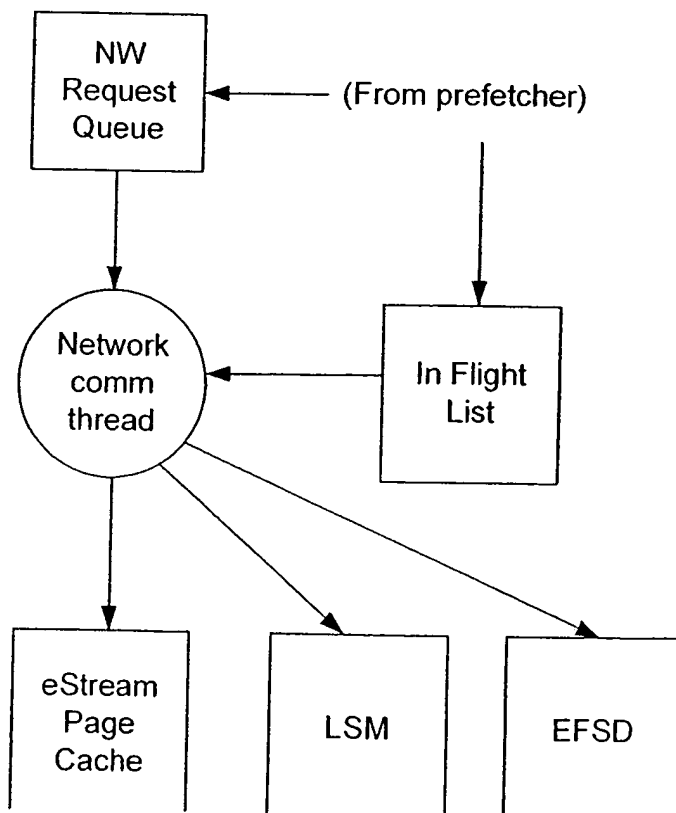 NW
Request
Queue
(From prefetcher)
Network
comm
thread
In Flight
List
eStream
Page
Cache
LSM
EFSD